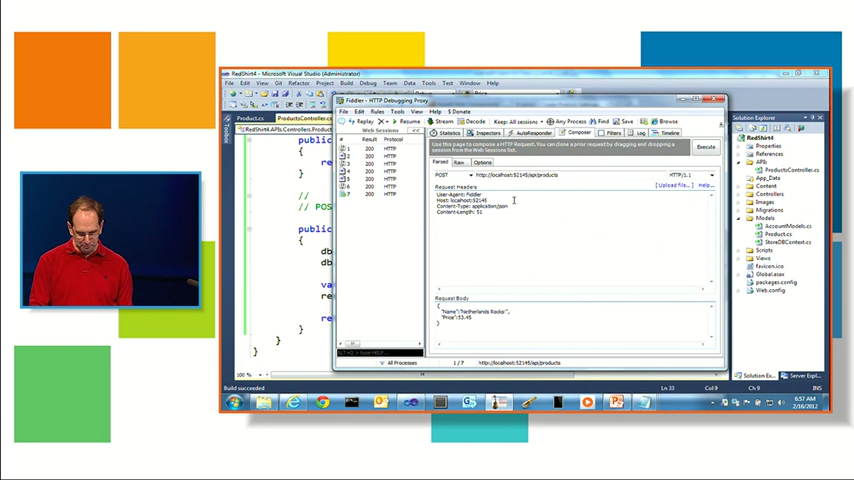 RedShirt4 - Microsoft Visual Studio (Administrator)
File Edit View Git Refactor Project Build Debug Team Data Tools Test Window Help
Product.cs ProductsController.cs
RedShirt4.APIs.Controllers.Product
public
{
re
}
//
// POS
public
{
db
db
va
re
re
}
}
}
100 %
Build succeeded
Ln 33 Col 9 Ch 9 INS
Toolbox
Fiddler - HTTP Debugging Proxy
File Edit Rules Tools View Help $ Donate
Replay Resume Stream Decode Keep: All sessions Any Process Find Save Browse
Web Sessions <<
# Result Protocol
1 200 HTTP
2 200 HTTP
3 200 HTTP
4 200 HTTP
5 200 HTTP
6 200 HTTP
7 200 HTTP
Statistics Inspectors AutoResponder Composer Filters Log Timeline
Use this page to compose a HTTP Request. You can clone a prior request by dragging and dropping a
session from the Web Sessions list.
Execute
Parsed Raw Options
POST http://localhost:52145/api/products HTTP/1.1
Request Headers [Upload file...] Help...
User-Agent: Fiddler
Host: localhost:52145
Content-Type: application/json
Content-Length: 51
Request Body
{
"Name":"Netherlands Rocks!",
"Price":53.45
}
ALT+Q > type HELP...
All Processes 1 / 7 http://localhost:52145/api/products
Solution Explorer
RedShirt4
Properties
References
APIs
ProductsController.cs
App_Data
Content
Controllers
Images
Migrations
Models
AccountModels.cs
Product.cs
StoreDBContext.cs
Scripts
Views
favicon.ico
Global.asax
packages.config
Web.config
Solution Ex... Server Expl...
6:57 AM
2/16/2012